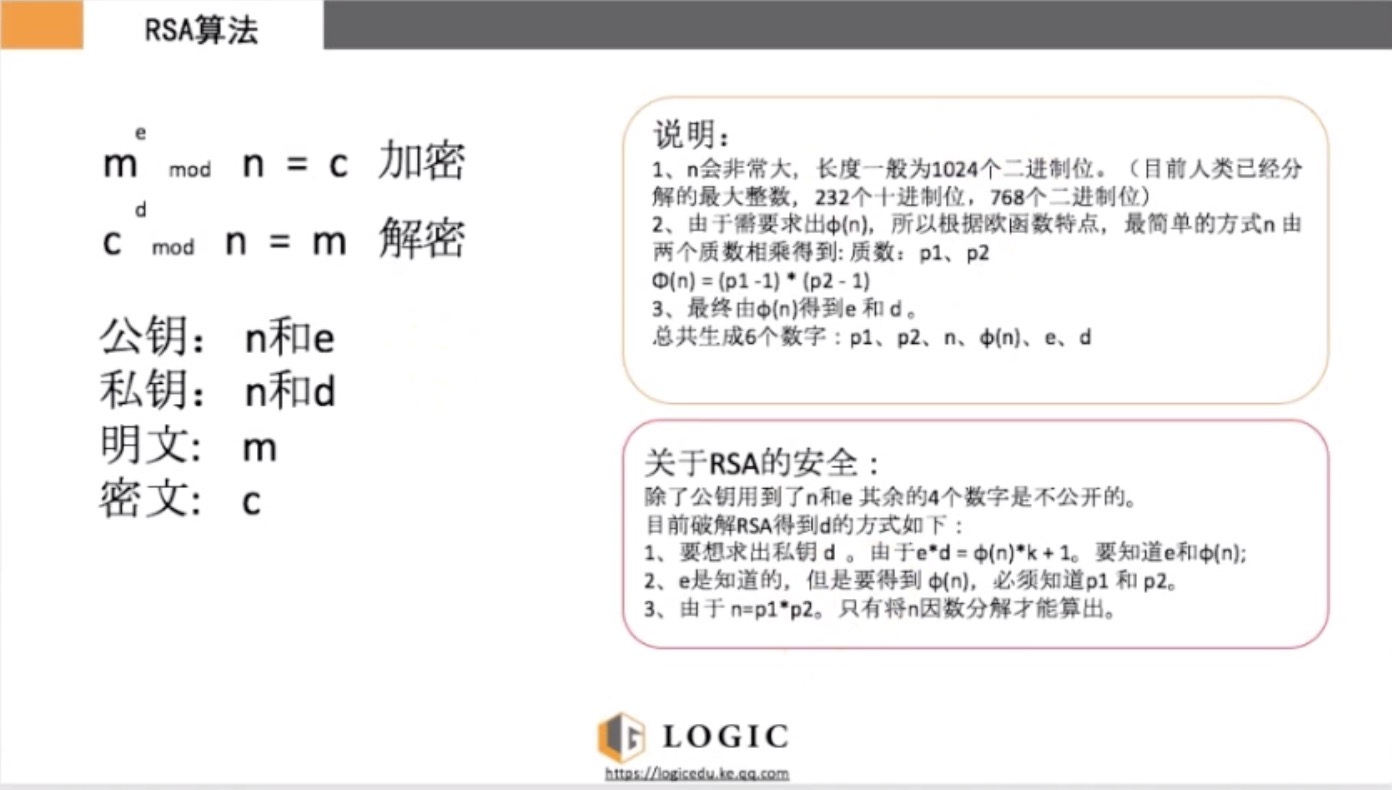 RSA算法
m^e mod n = c 加密
c^d mod n = m 解密
公钥： n和e
私钥： n和d
明文： m
密文： c
说明：
1、n会非常大，长度一般为1024个二进制位。（目前人类已经分
解的最大整数，232个十进制位，768个二进制位）
2、由于需要求出φ(n)，所以根据欧函数特点，最简单的方式n 由
两个质数相乘得到: 质数：p1、p2
Φ(n) = (p1 -1) * (p2 - 1)
3、最终由φ(n)得到e 和 d 。
总共生成6个数字：p1、p2、n、φ(n)、e、d
关于RSA的安全：
除了公钥用到了n和e 其余的4个数字是不公开的。
目前破解RSA得到d的方式如下：
1、要想求出私钥 d 。由于e*d = φ(n)*k + 1。要知道e和φ(n);
2、e是知道的，但是要得到 φ(n)，必须知道p1 和 p2。
3、由于 n=p1*p2。只有将n因数分解才能算出。
LOGIC
https://logicedu.ke.qq.com